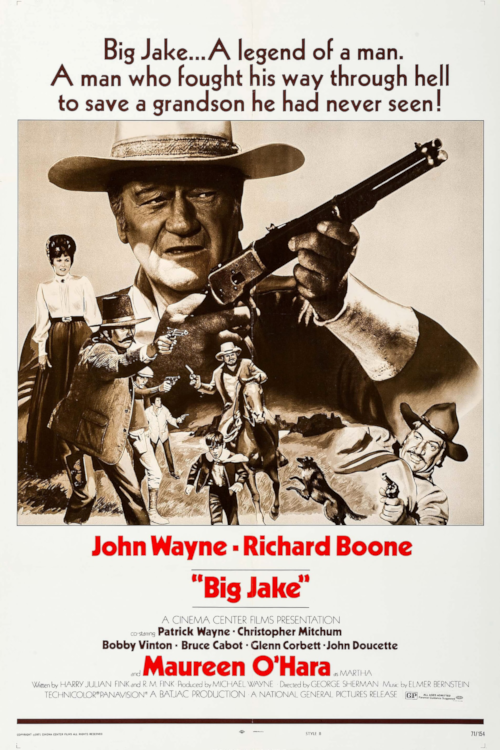 Big Jake...A legend of a man.
A man who fought his way through hell
to save a grandson he had never seen!
John Wayne • Richard Boone
"Big Jake"
A CINEMA CENTER FILMS PRESENTATION
co-starring Patrick Wayne • Christopher Mitchum
Bobby Vinton • Bruce Cabot • Glenn Corbett • John Doucette
and Maureen O'Hara as MARTHA
Written by HARRY JULIAN FINK and R.M. FINK Produced by MICHAEL WAYNE Directed by GEORGE SHERMAN Music by ELMER BERNSTEIN
TECHNICOLOR® PANAVISION® A BATJAC PRODUCTION • A NATIONAL GENERAL PICTURES RELEASE GP
STYLE B
71/154